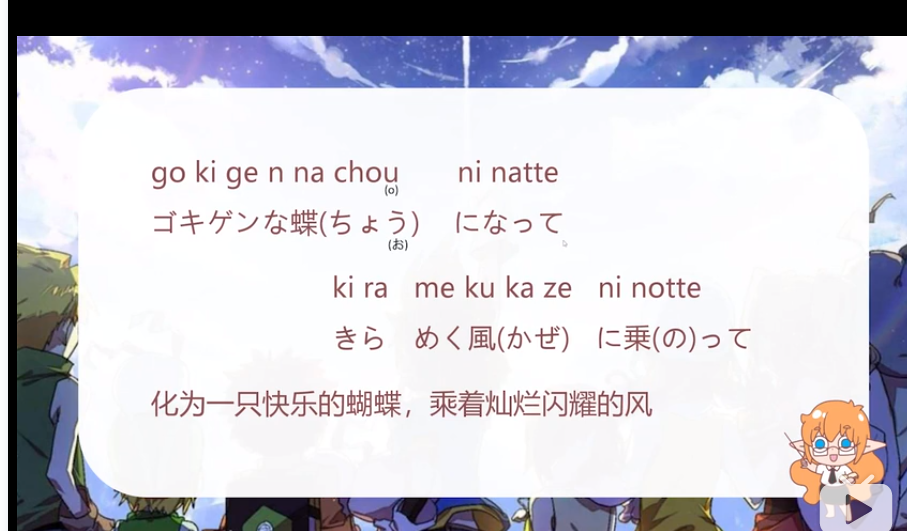 go ki ge n na chou ni natte
(o)
ゴキゲンな蝶(ちょう) になって
(お)
ki ra me ku ka ze ni notte
きら めく風(かぜ) に乗(の)って
化为一只快乐的蝴蝶，乘着灿烂闪耀的风